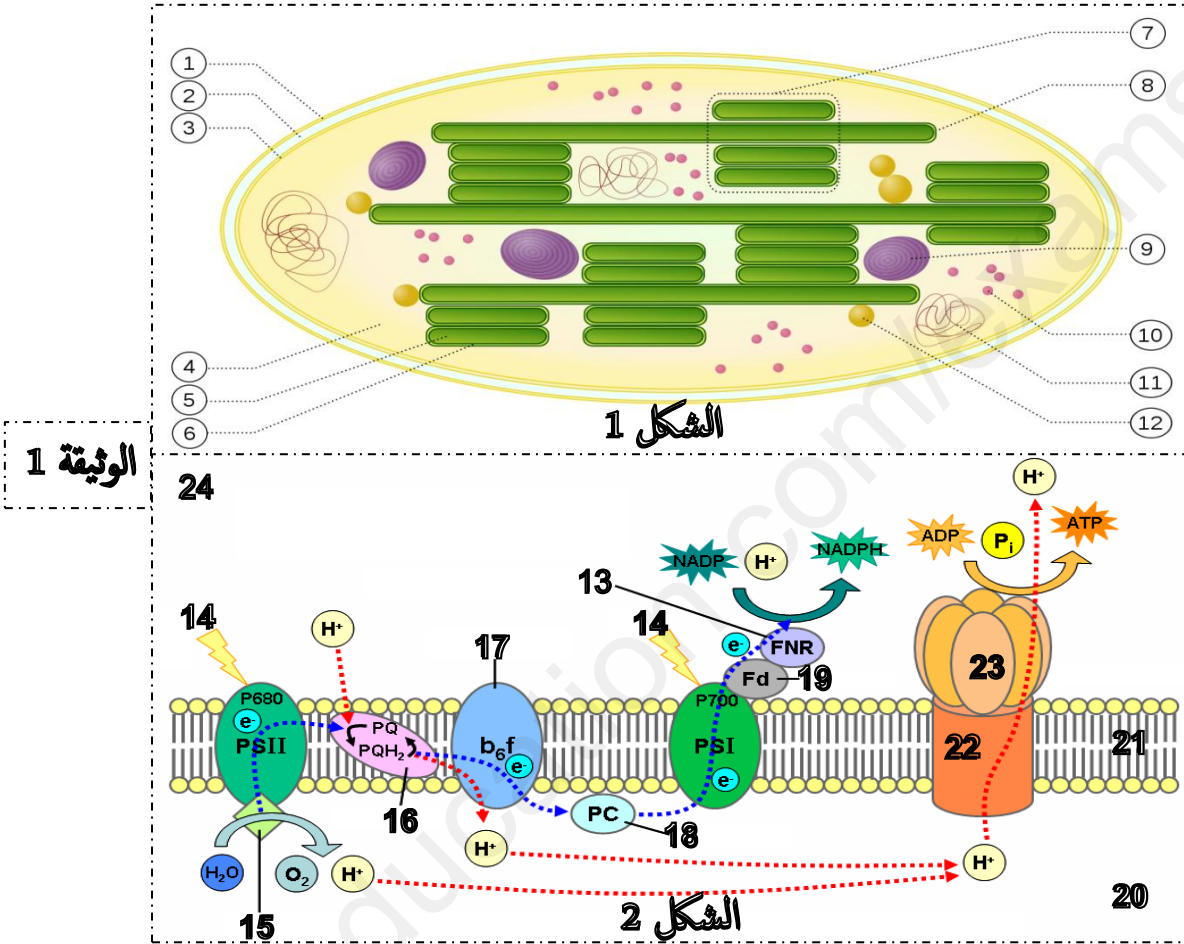 1
2
3
4
5
6
7
8
9
10
11
12
الشكل 1
الوثيقة 1
24
H⁺
ADP
Pᵢ
ATP
NADP
H⁺
NADPH
13
14
H⁺
17
14
e⁻
FNR
Fd
19
23
P680
e⁻
PSII
PQ
PQH₂
b₆f
e⁻
P700
PSI
e⁻
22
21
16
PC
18
H₂O
O₂
H⁺
H⁺
H⁺
15
الشكل 2
20